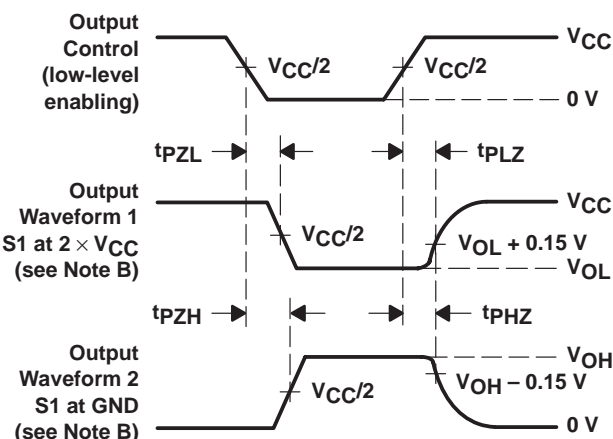 Output
Control
(low-level
enabling)
VCC
VCC/2
VCC/2
0 V
tPZL
tPLZ
Output
Waveform 1
S1 at 2 × VCC
(see Note B)
VCC
VCC/2
VOL + 0.15 V
VOL
tPZH
tPHZ
Output
Waveform 2
S1 at GND
(see Note B)
VOH
VCC/2
VOH – 0.15 V
0 V